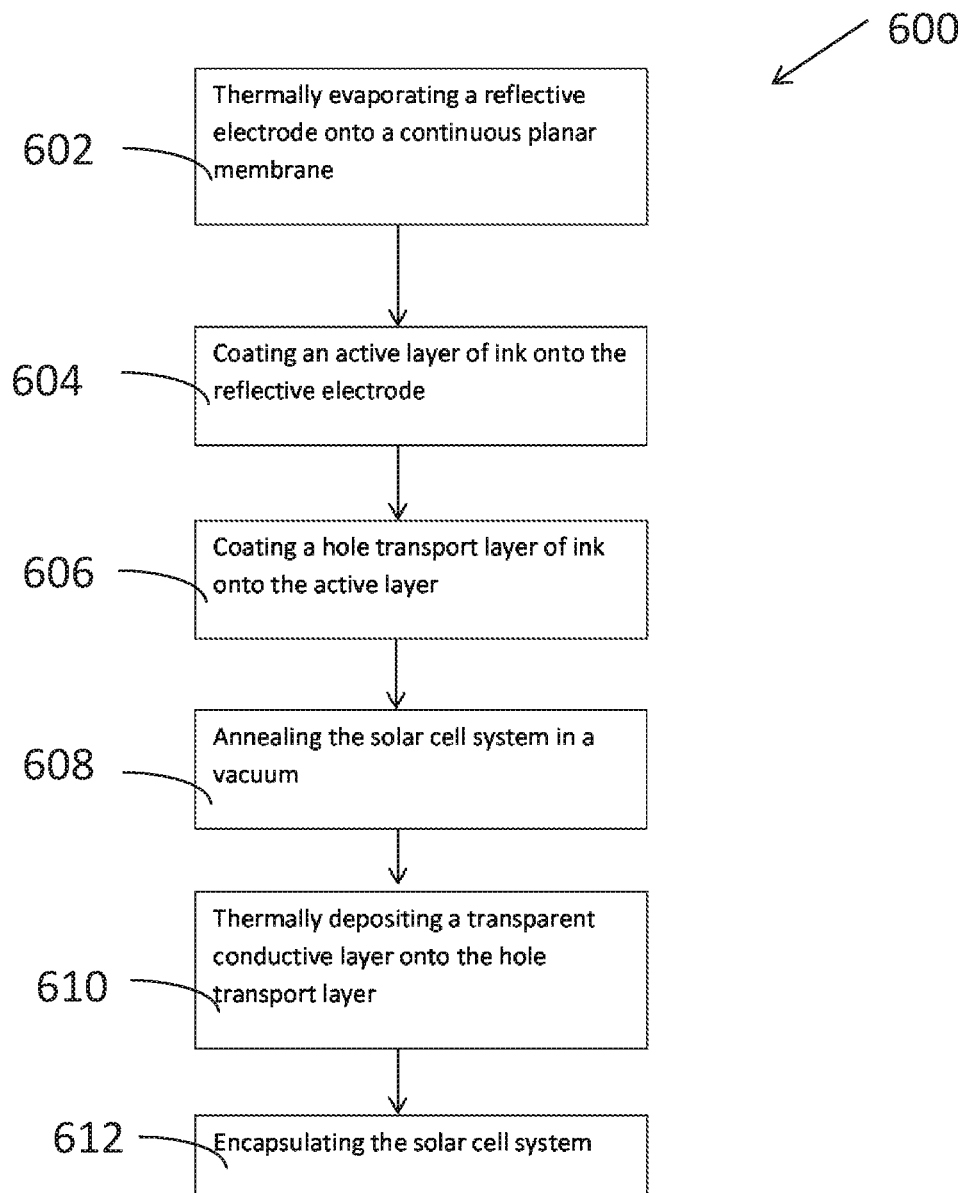 600
602
Thermally evaporating a reflective
electrode onto a continuous planar
membrane
604
Coating an active layer of ink onto the
reflective electrode
606
Coating a hole transport layer of ink
onto the active layer
608
Annealing the solar cell system in a
vacuum
610
Thermally depositing a transparent
conductive layer onto the hole
transport layer
612
Encapsulating the solar cell system